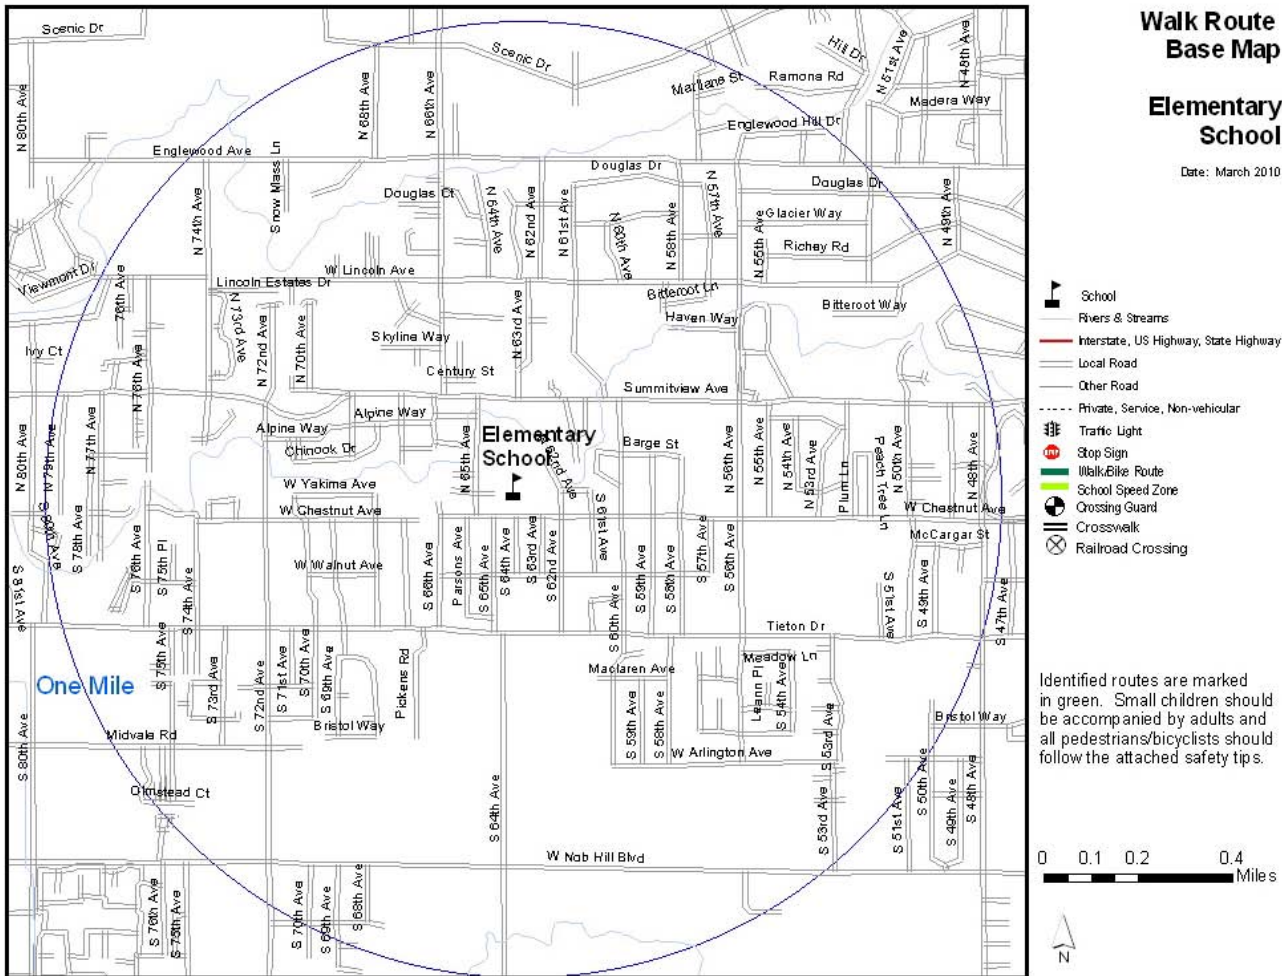 Walk Route
Base Map
Elementary
School
Date: March 2010
School
Rivers & Streams
Interstate, US Highway, State Highway
Local Road
Other Road
Private, Service, Non-vehicular
Traffic Light
Stop Sign
Walk/Bike Route
School Speed Zone
Crossing Guard
Crosswalk
Railroad Crossing
Identified routes are marked
in green. Small children should
be accompanied by adults and
all pedestrians/bicyclists should
follow the attached safety tips.
0 0.1 0.2 0.4
Miles
N
Scenic Dr
Scenic Dr
Hill Dr
N 51st Ave
N 48th Ave
Marilane St
Ramona Rd
Madera Way
Englewood Hill Dr
N 80th Ave
N 68th Ave
N 66th Ave
Englewood Ave
Snow Mass Ln
Douglas Dr
Douglas Dr
Douglas Ct
N 74th Ave
N 64th Ave
N 62nd Ave
N 61st Ave
N 60th Ave
N 58th Ave
N 57th Ave
N 55th Ave
Glacier Way
Richey Rd
N 49th Ave
Viewmont Dr
W Lincoln Ave
Lincoln Estates Dr
Bitteroot Ln
Bitteroot Way
Haven Way
76th Ave
N 73rd Ave
N 72nd Ave
N 70th Ave
Skyline Way
N 63rd Ave
Ivy Ct
N 76th Ave
Century St
Summitview Ave
Alpine Way
Alpine Way
Chinook Dr
Elementary
School
Barge St
N 80th Ave
N 79th Ave
N 77th Ave
N 65th Ave
62nd Ave
N 56th Ave
N 55th Ave
N 54th Ave
N 53rd Ave
Plum Ln
Peach Tree Ln
N 50th Ave
N 48th Ave
W Yakima Ave
W Chestnut Ave
W Chestnut Ave
McCargar St
S 80th Ave
S 78th Ave
S 76th Ave
S 75th Pl
S 74th Ave
W Walnut Ave
S 66th Ave
Parsons Ave
S 65th Ave
S 64th Ave
S 63rd Ave
S 62nd Ave
S 61st Ave
S 60th Ave
S 59th Ave
S 58th Ave
S 57th Ave
S 56th Ave
S 51st Ave
S 49th Ave
S 47th Ave
S 81st Ave
Tieton Dr
One Mile
S 75th Ave
S 73rd Ave
S 72nd Ave
S 71st Ave
S 70th Ave
S 69th Ave
Pickens Rd
Maclaren Ave
Meadow Ln
Leann Pl
S 54th Ave
S 59th Ave
S 58th Ave
S 53rd Ave
Bristol Way
Bristol Way
Midvale Rd
W Arlington Ave
S 80th Ave
Olmstead Ct
S 64th Ave
S 53rd Ave
S 51st Ave
S 50th Ave
S 49th Ave
S 48th Ave
W Nob Hill Blvd
S 76th Ave
S 75th Ave
S 70th Ave
S 69th Ave
S 68th Ave